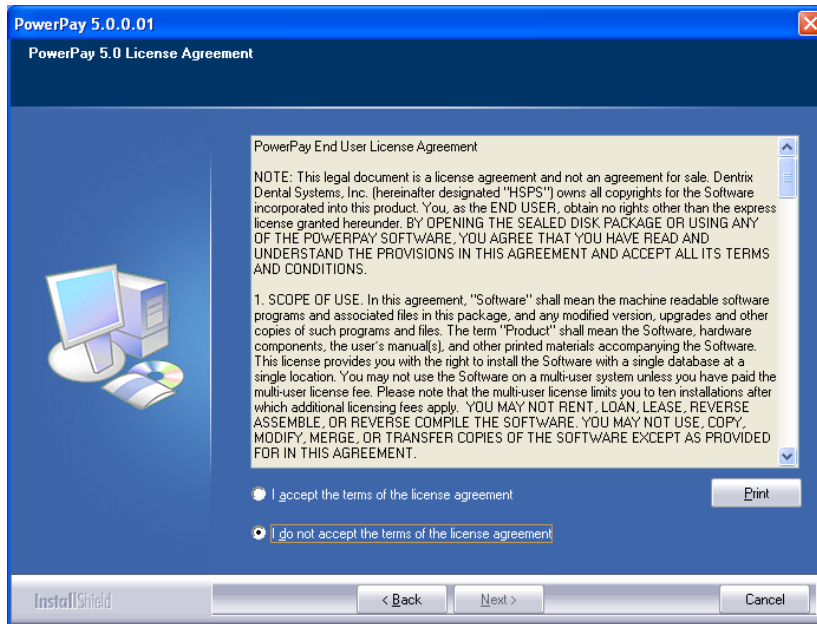 PowerPay 5.0.0.01
PowerPay 5.0 License Agreement
PowerPay End User License Agreement
NOTE: This legal document is a license agreement and not an agreement for sale. Dentrix
Dental Systems, Inc. (hereinafter designated "HSPS") owns all copyrights for the Software
incorporated into this product. You, as the END USER, obtain no rights other than the express
license granted hereunder. BY OPENING THE SEALED DISK PACKAGE OR USING ANY
OF THE POWERPAY SOFTWARE, YOU AGREE THAT YOU HAVE READ AND
UNDERSTAND THE PROVISIONS IN THIS AGREEMENT AND ACCEPT ALL ITS TERMS
AND CONDITIONS.
1. SCOPE OF USE. In this agreement, "Software" shall mean the machine readable software
programs and associated files in this package, and any modified version, upgrades and other
copies of such programs and files. The term "Product" shall mean the Software, hardware
components, the user's manual(s), and other printed materials accompanying the Software.
This license provides you with the right to install the Software with a single database at a
single location. You may not use the Software on a multi-user system unless you have paid the
multi-user license fee. Please note that the multi-user license limits you to ten installations after
which additional licensing fees apply.  YOU MAY NOT RENT, LOAN, LEASE, REVERSE
ASSEMBLE, OR REVERSE COMPILE THE SOFTWARE. YOU MAY NOT USE, COPY,
MODIFY, MERGE, OR TRANSFER COPIES OF THE SOFTWARE EXCEPT AS PROVIDED
FOR IN THIS AGREEMENT.
I accept the terms of the license agreement
Print
I do not accept the terms of the license agreement
InstallShield
< Back
Next >
Cancel